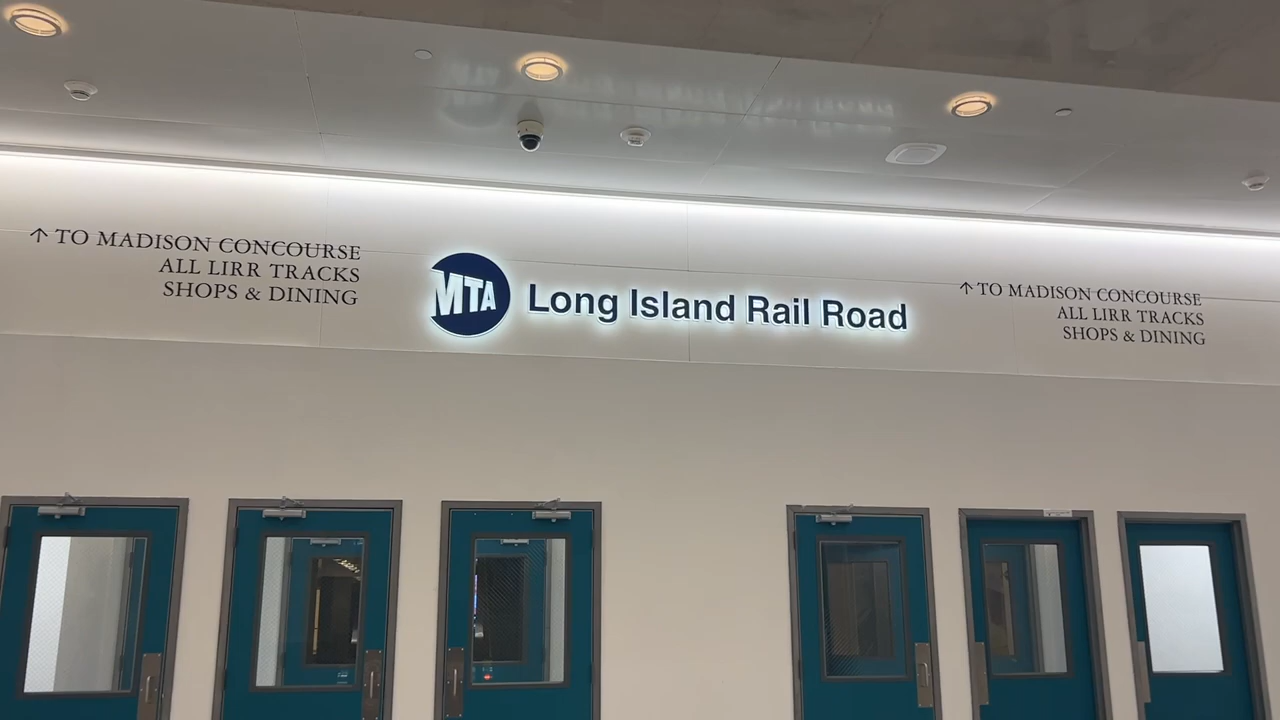 ↑ TO MADISON CONCOURSE
ALL LIRR TRACKS
SHOPS & DINING
MTA Long Island Rail Road
↑ TO MADISON CONCOURSE
ALL LIRR TRACKS
SHOPS & DINING